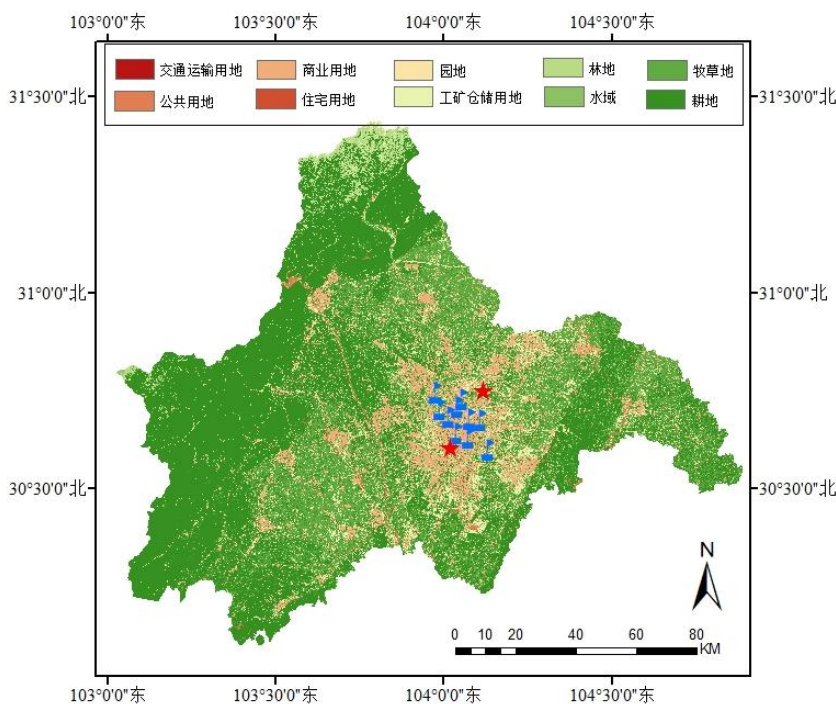 103°0'0"东 103°30'0"东 104°0'0"东 104°30'0"东
交通运输用地 商业用地 园地 林地 牧草地
公共用地 住宅用地 工矿仓储用地 水域 耕地
31°30'0"北 31°30'0"北
31°0'0"北 31°0'0"北
30°30'0"北 30°30'0"北
N
0 10 20 40 60 80
KM
103°0'0"东 103°30'0"东 104°0'0"东 104°30'0"东